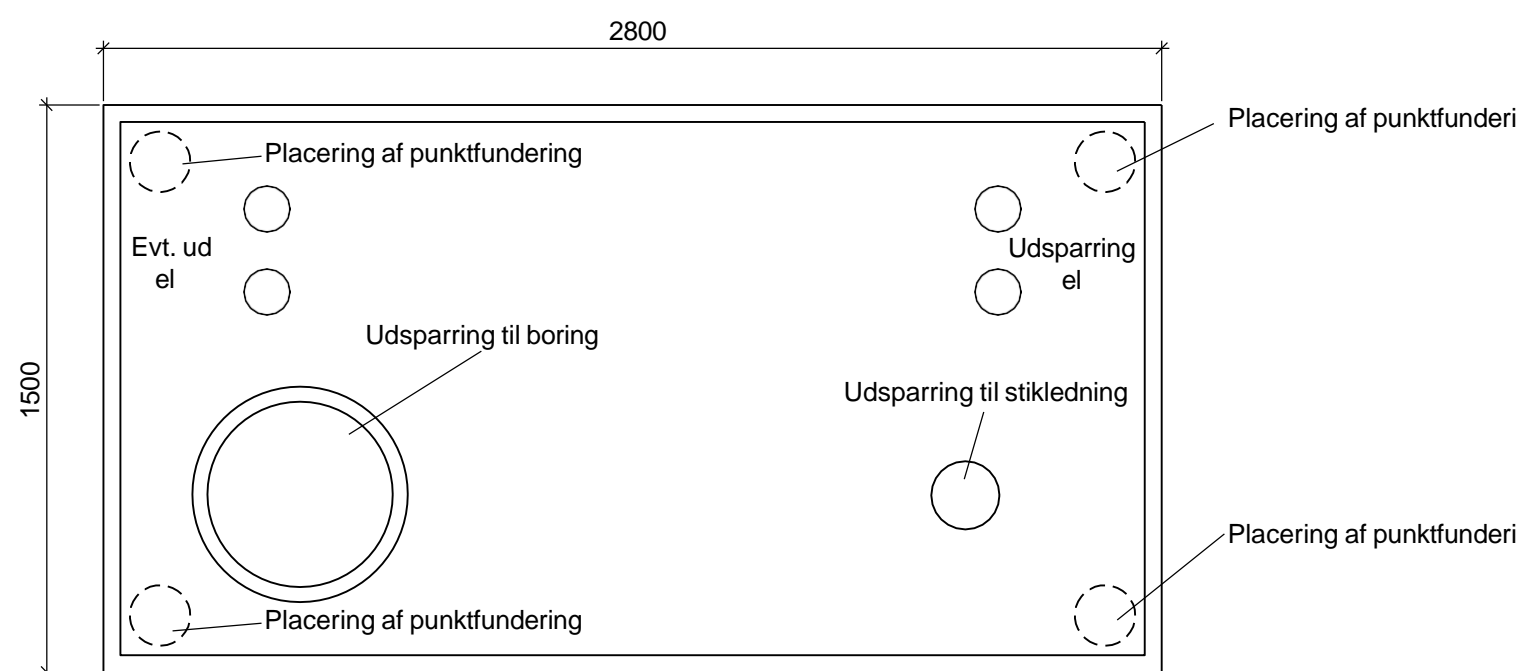 2800
Placering af punktfunderi
Placering af punktfundering
Evt. ud
el
Udsparring
el
Udsparring til boring
1500
Udsparring til stikledning
Placering af punktfunderi
Placering af punktfundering